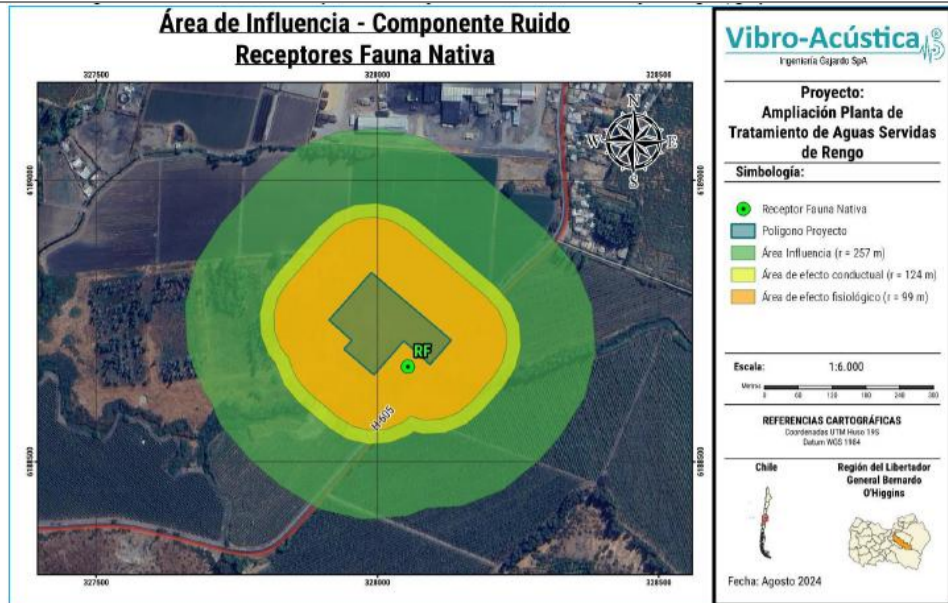 Área de Influencia - Componente Ruido
Receptores Fauna Nativa
327500
328000
328500
6189000
6189000
6188500
6188500
N
W
E
S
RF
H-505
327500
328000
328500
Vibro-Acústica
Ingeniería Gajardo SpA
Proyecto:
Ampliación Planta de
Tratamiento de Aguas Servidas
de Rengo
Simbología:
Receptor Fauna Nativa
Polígono Proyecto
Área Influencia (r = 257 m)
Área de efecto conductual (r = 124 m)
Área de efecto fisiológico (r = 99 m)
Escala:
1:6.000
Metros
0 60 120 180 240 300
REFERENCIAS CARTOGRÁFICAS
Coordenadas UTM Huso 19S
Datum WGS 1984
Chile
Región del Libertador
General Bernardo
O'Higgins
Fecha: Agosto 2024